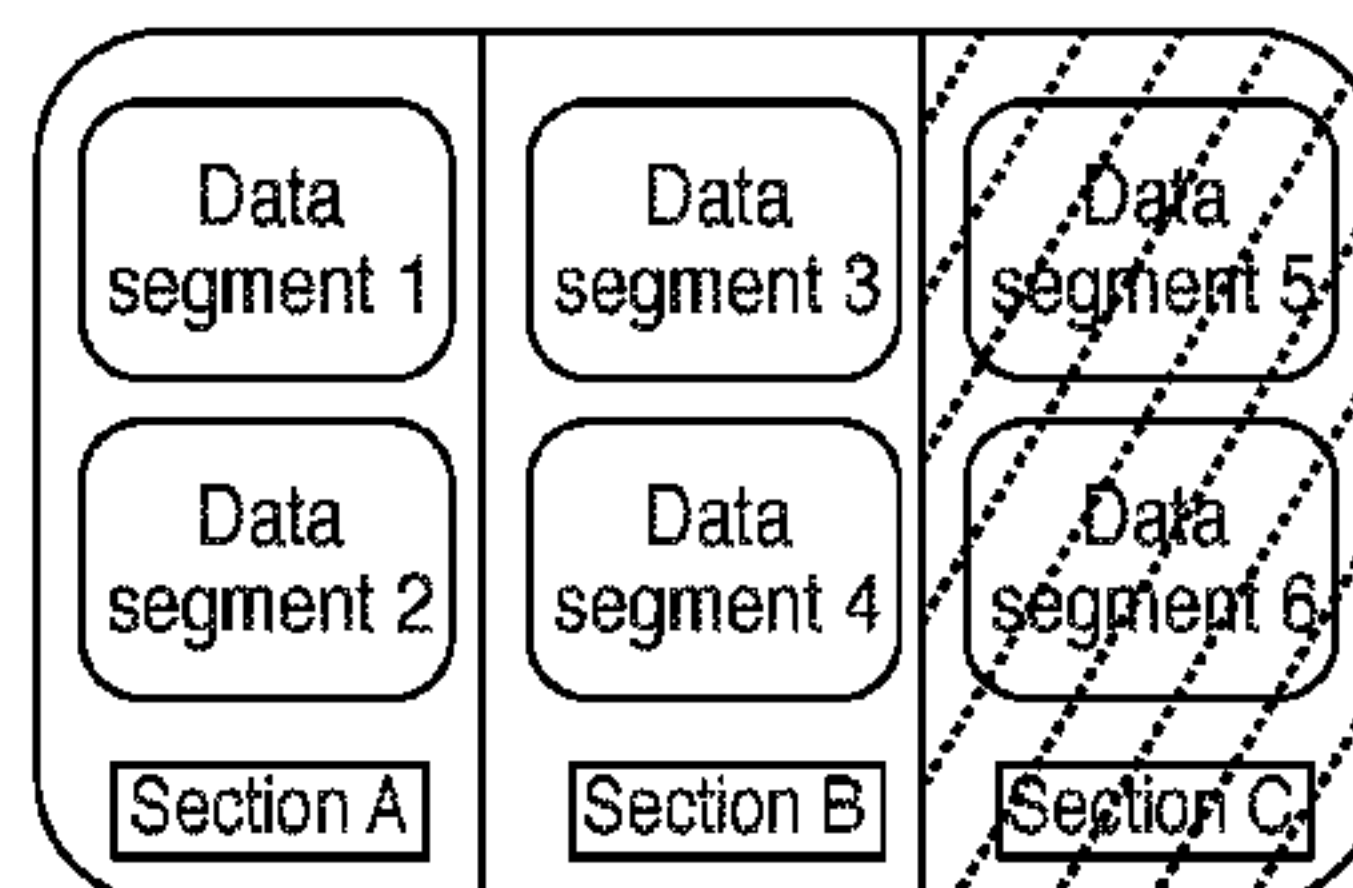 Data
segment 1
Data
segment 2
Section A
Data
segment 3
Data
segment 4
Section B
Data
segment 5
Data
segment 6
Section C